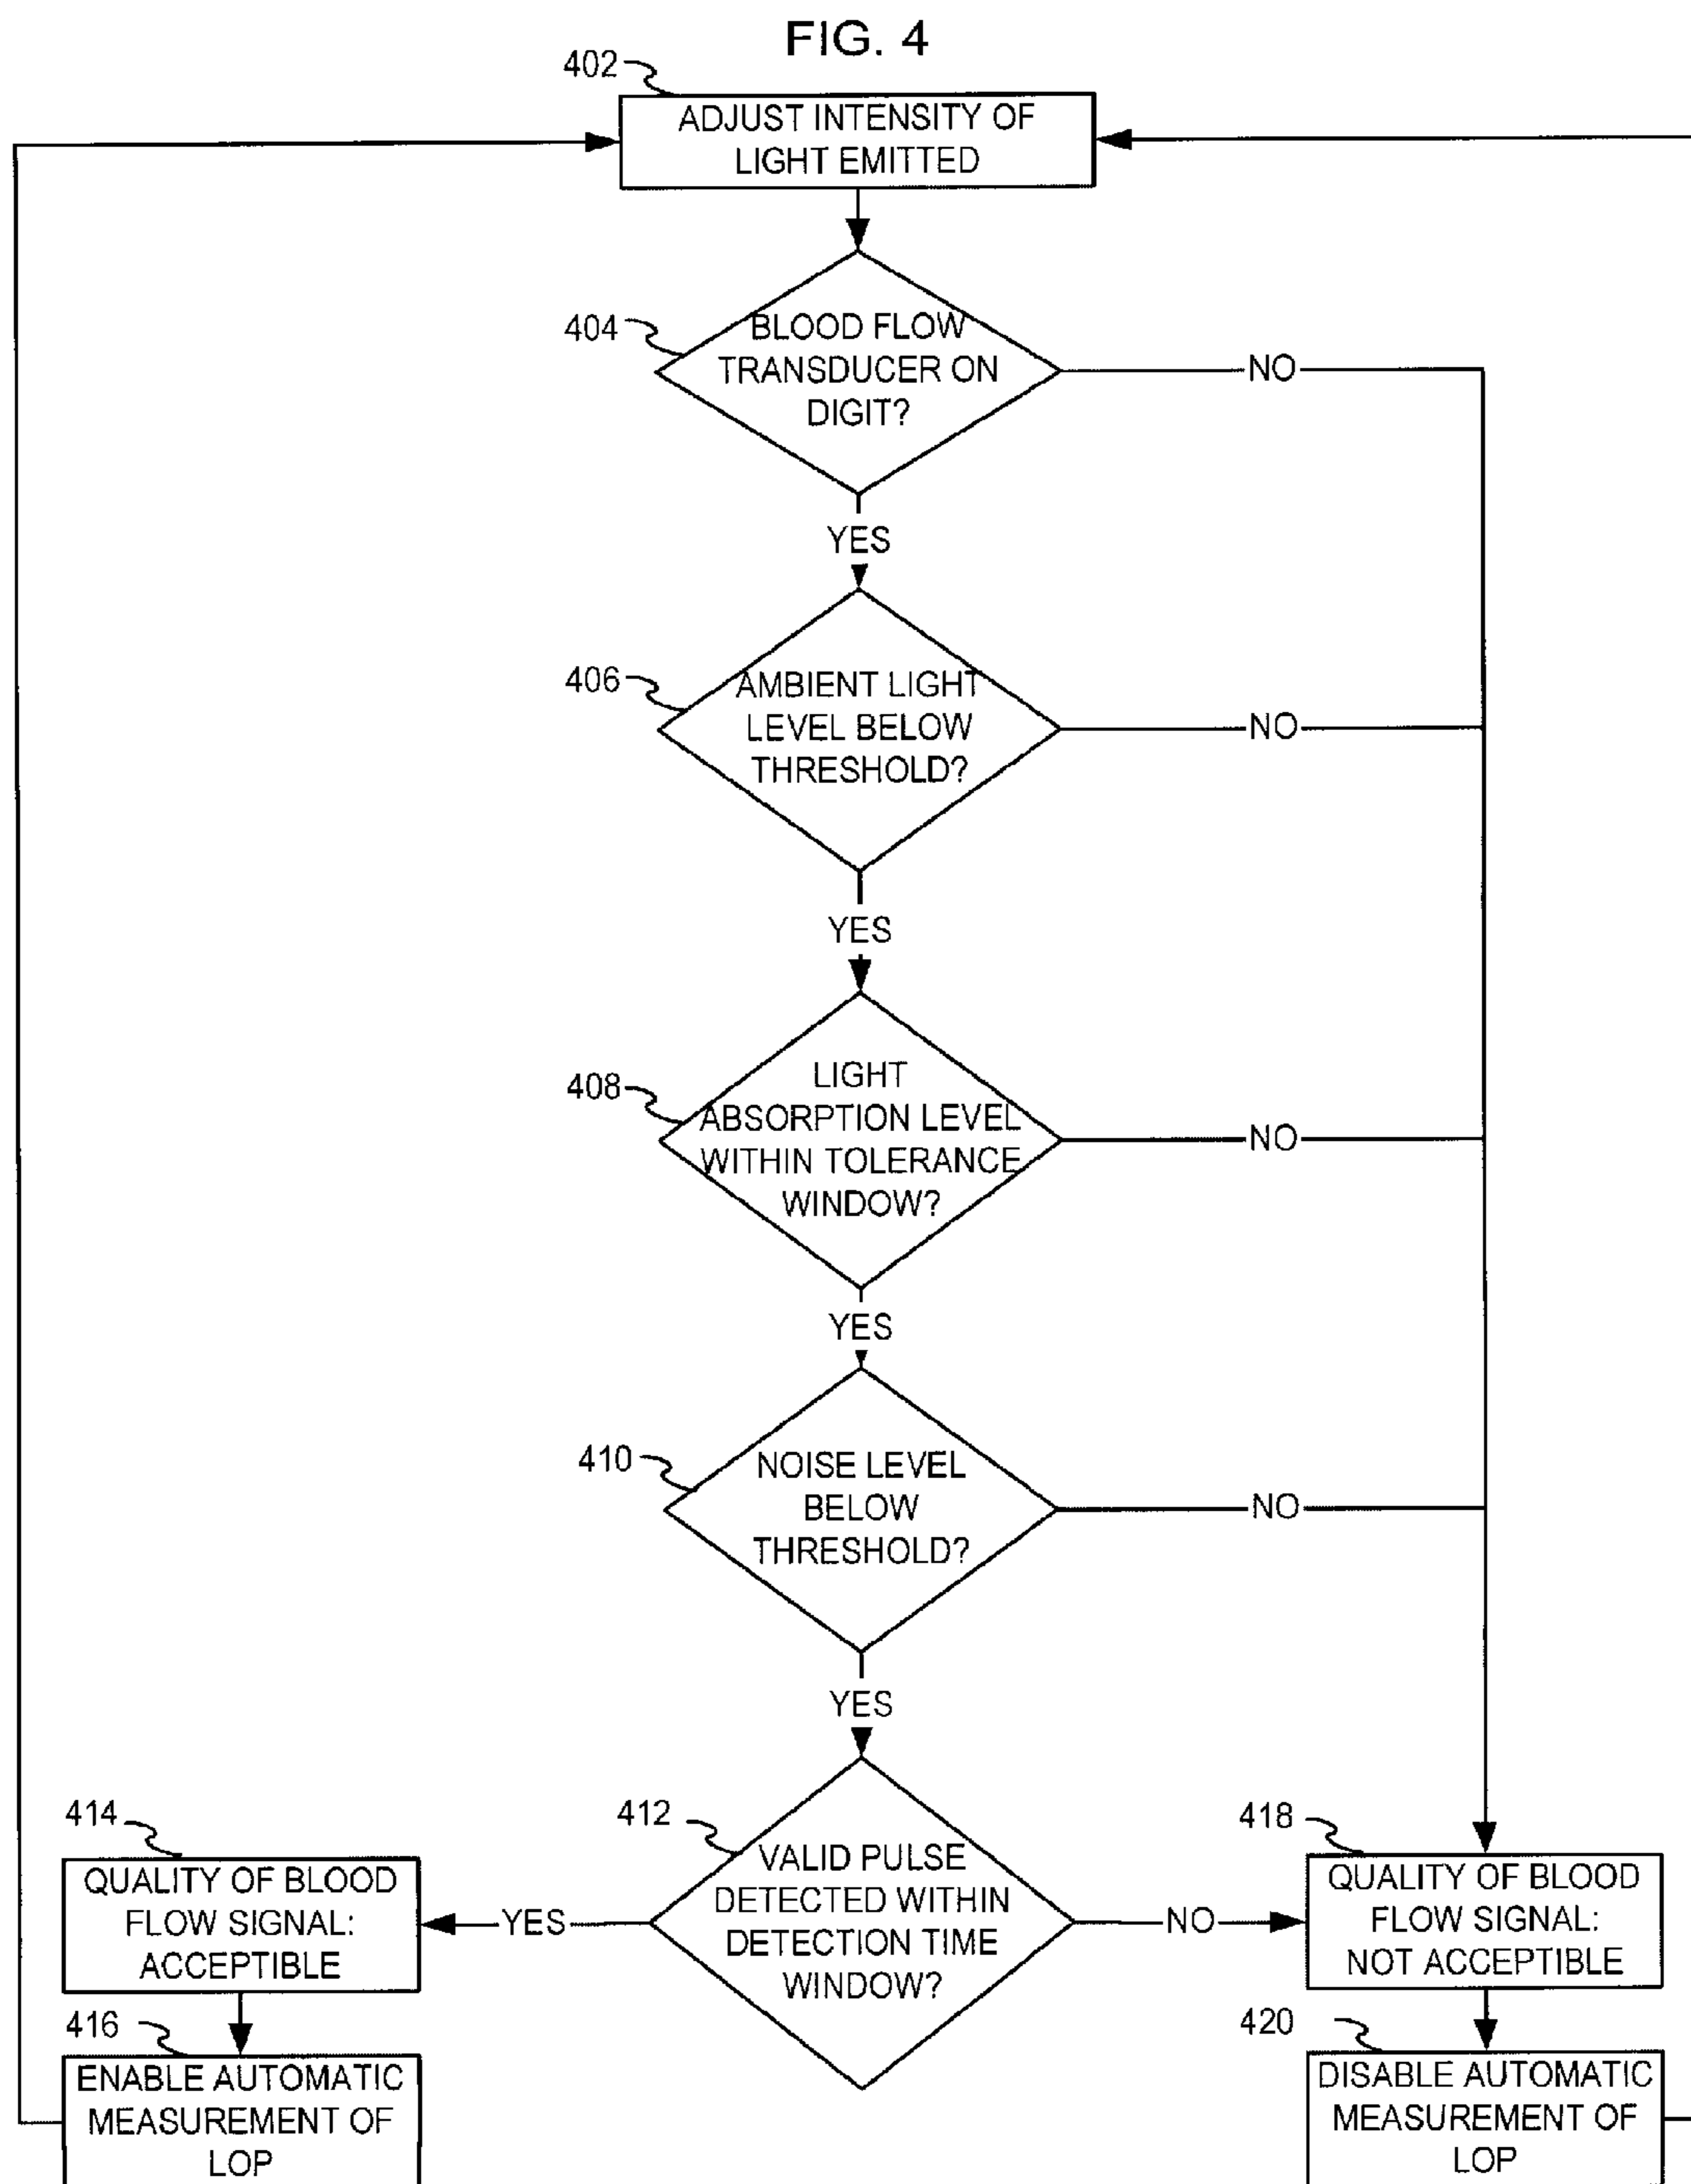 FIG. 4
402
ADJUST INTENSITY OF
LIGHT EMITTED
404
BLOOD FLOW
TRANSDUCER ON
DIGIT?
NO
YES
406
AMBIENT LIGHT
LEVEL BELOW
THRESHOLD?
NO
YES
408
LIGHT
ABSORPTION LEVEL
WITHIN TOLERANCE
WINDOW?
NO
YES
410
NOISE LEVEL
BELOW
THRESHOLD?
NO
YES
412
VALID PULSE
DETECTED WITHIN
DETECTION TIME
WINDOW?
YES
NO
414
QUALITY OF BLOOD
FLOW SIGNAL:
ACCEPTIBLE
416
ENABLE AUTOMATIC
MEASUREMENT OF
LOP
418
QUALITY OF BLOOD
FLOW SIGNAL:
NOT ACCEPTIBLE
420
DISABLE AUTOMATIC
MEASUREMENT OF
LOP